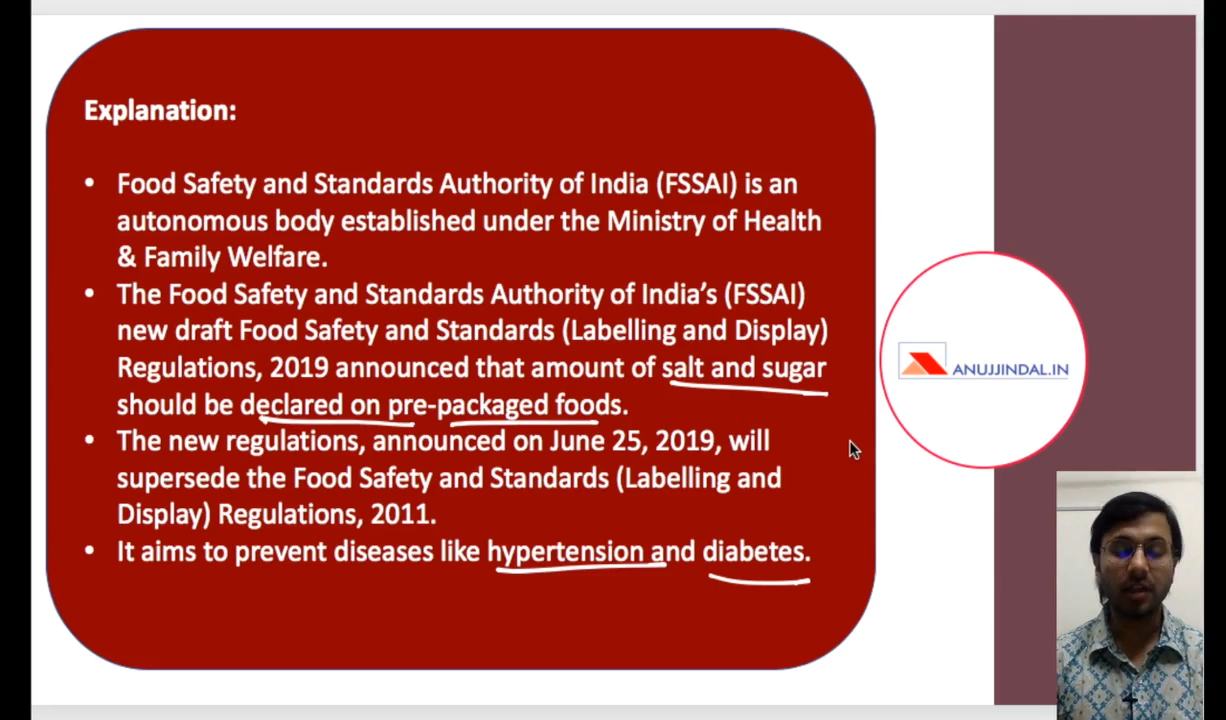 Explanation:
• Food Safety and Standards Authority of India (FSSAI) is an
autonomous body established under the Ministry of Health
& Family Welfare.
• The Food Safety and Standards Authority of India’s (FSSAI)
new draft Food Safety and Standards (Labelling and Display)
Regulations, 2019 announced that amount of salt and sugar
should be declared on pre-packaged foods.
• The new regulations, announced on June 25, 2019, will
supersede the Food Safety and Standards (Labelling and
Display) Regulations, 2011.
• It aims to prevent diseases like hypertension and diabetes.
ANUJJINDAL.IN